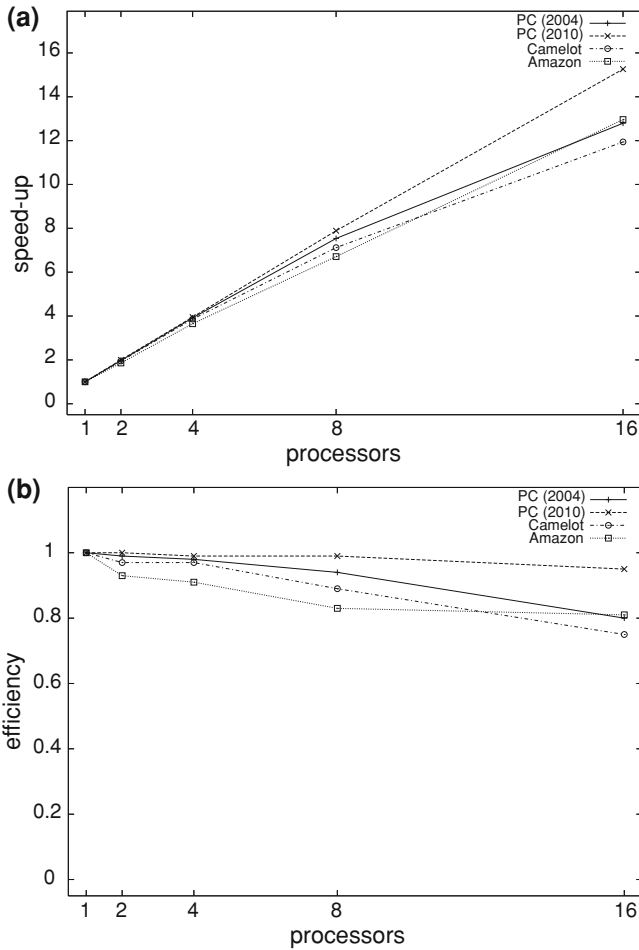 (a)
PC (2004)
PC (2010)
Camelot
Amazon
16
14
12
10
8
6
4
2
0
speed-up
1 2 4 8 16
processors
(b)
PC (2004)
PC (2010)
Camelot
Amazon
1
0.8
0.6
0.4
0.2
0
efficiency
1 2 4 8 16
processors